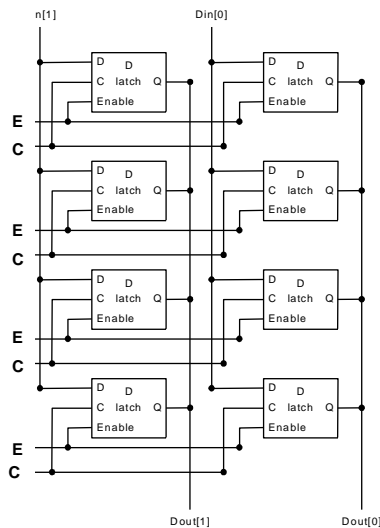 n[1] Din[0]
D D
C latch Q
Enable
D D
C latch Q
Enable
E
C
D D
C latch Q
Enable
D D
C latch Q
Enable
E
C
D D
C latch Q
Enable
D D
C latch Q
Enable
E
C
D D
C latch Q
Enable
D D
C latch Q
Enable
E
C
Dout[1] Dout[0]